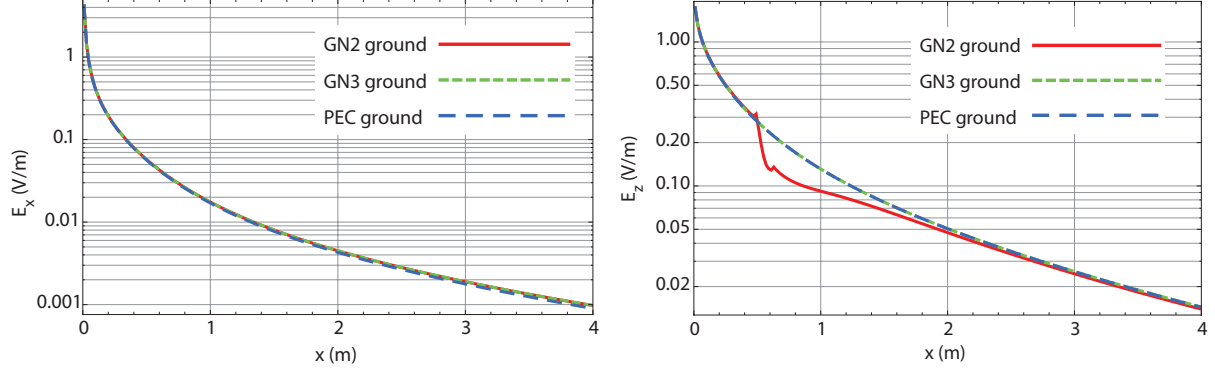 E_x (V/m)
1
0.1
0.01
0.001
GN2 ground
GN3 ground
PEC ground
0 1 2 3 4
x (m)
E_z (V/m)
1.00
0.50
0.20
0.10
0.05
0.02
GN2 ground
GN3 ground
PEC ground
0 1 2 3 4
x (m)